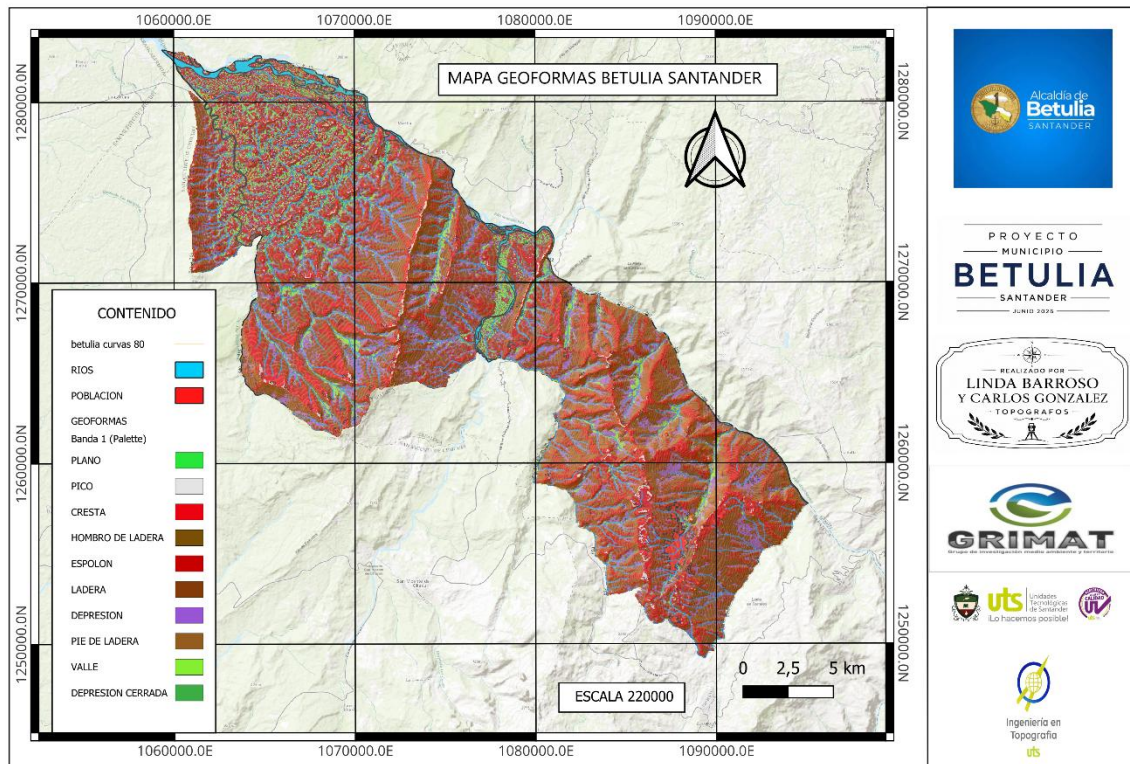 1060000.0E
1070000.0E
1080000.0E
1090000.0E
MAPA GEOFORMAS BETULIA SANTANDER
1280000.0N
1270000.0N
1260000.0N
1250000.0N
1280000.0N
1270000.0N
1260000.0N
1250000.0N
CONTENIDO
betulia curvas 80
RIOS
POBLACION
GEOFORMAS
Banda 1 (Palette)
PLANO
PICO
CRESTA
HOMBRO DE LADERA
ESPOLON
LADERA
DEPRESION
PIE DE LADERA
VALLE
DEPRESION CERRADA
0 2,5 5 km
ESCALA 220000
1060000.0E
1070000.0E
1080000.0E
1090000.0E
Alcaldía de
Betulia
SANTANDER
PROYECTO
MUNICIPIO
BETULIA
SANTANDER
JUNIO 2025
REALIZADO POR
LINDA BARROSO
Y CARLOS GONZALEZ
TOPOGRAFOS
GRIMAT
Grupo de investigación medio ambiente y territorio
uts
Unidades
Tecnológicas
de Santander
¡Lo hacemos posible!
Ingeniería en
Topografía
uts